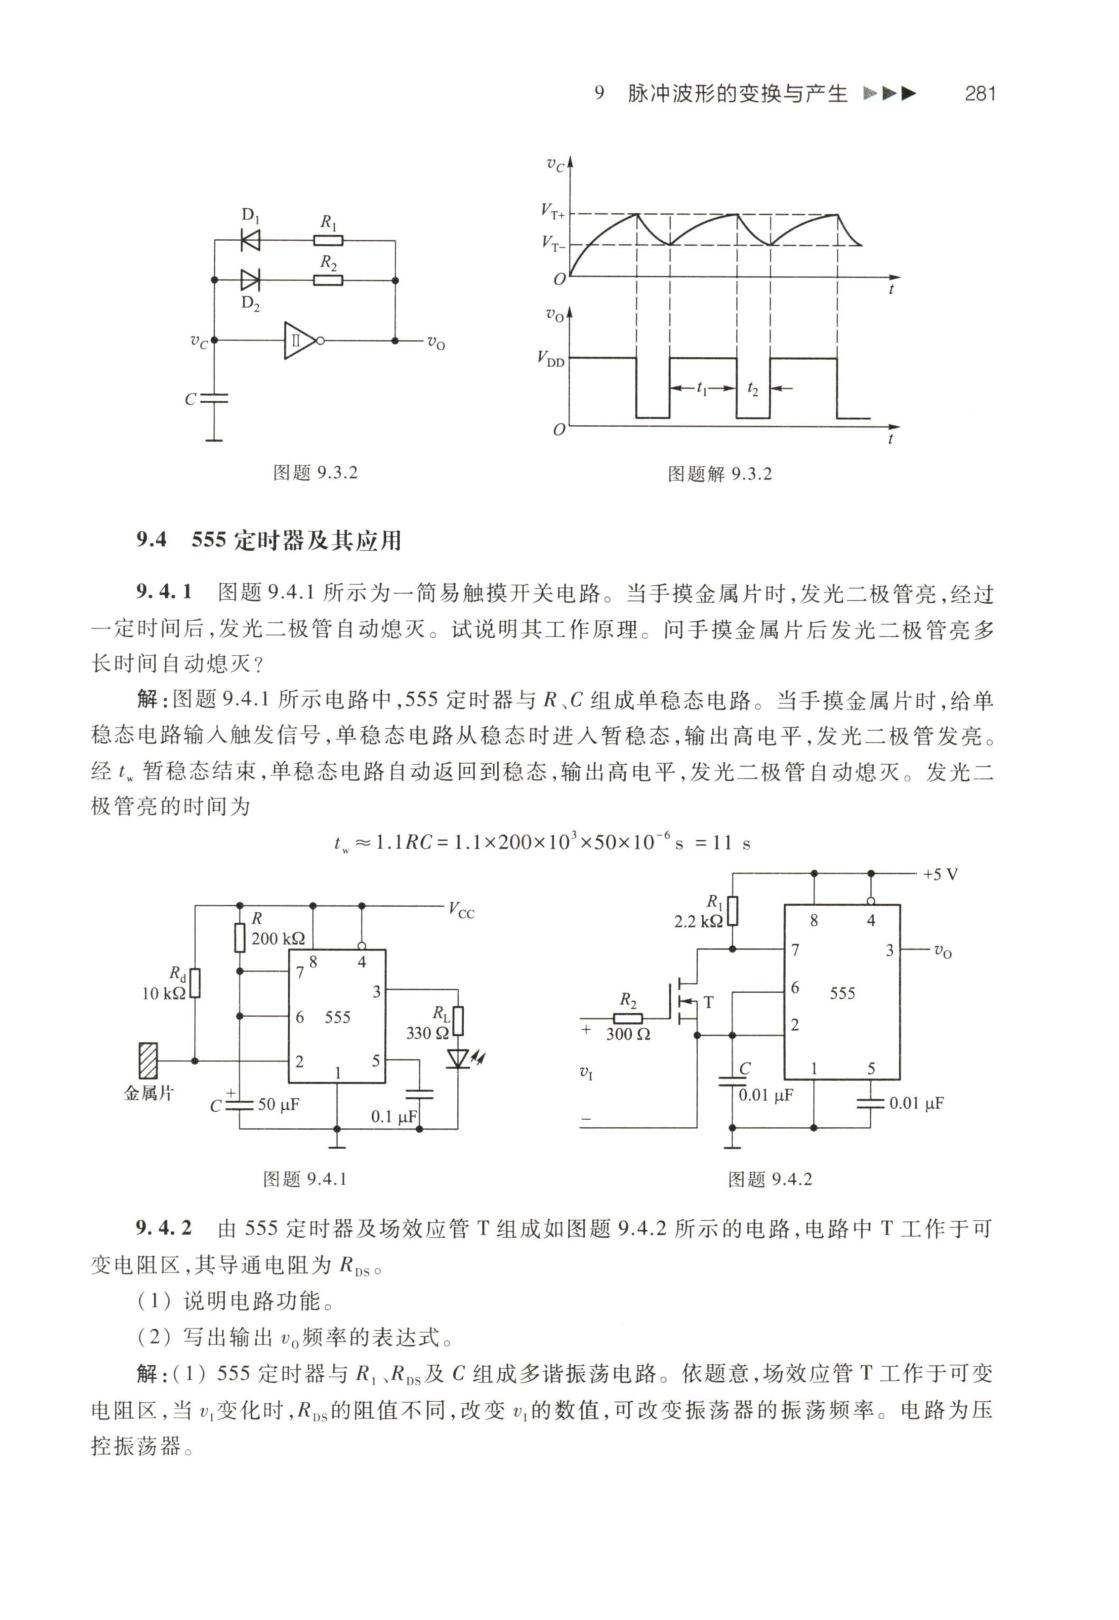 9 脉冲波形的变换与产生 ▶▶▶ 281
D₁
R₁
R₂
D₂
v_C
v_O
C
图题 9.3.2
v_C
V_T+
V_T-
O
t
v_O
V_DD
t₁
t₂
O
t
图题解 9.3.2
9.4 555 定时器及其应用
9.4.1 图题 9.4.1 所示为一简易触摸开关电路。当手摸金属片时,发光二极管亮,经过
一定时间后,发光二极管自动熄灭。试说明其工作原理。问手摸金属片后发光二极管亮多
长时间自动熄灭?
解:图题 9.4.1 所示电路中,555 定时器与 R、C 组成单稳态电路。当手摸金属片时,给单
稳态电路输入触发信号,单稳态电路从稳态时进入暂稳态,输出高电平,发光二极管发亮。
经 t_w 暂稳态结束,单稳态电路自动返回到稳态,输出高电平,发光二极管自动熄灭。发光二
极管亮的时间为
t_w ≈ 1.1RC = 1.1×200×10³×50×10⁻⁶ s = 11 s
V_CC
R
200 kΩ
R_d
10 kΩ
8
4
7
3
6
555
R_L
330 Ω
2
5
1
金属片
C
+
50 μF
0.1 μF
图题 9.4.1
+5 V
R₁
2.2 kΩ
8
4
7
3
v_O
6
555
R₂
T
+
300 Ω
2
v_I
C
1
5
0.01 μF
0.01 μF
−
图题 9.4.2
9.4.2 由 555 定时器及场效应管 T 组成如图题 9.4.2 所示的电路,电路中 T 工作于可
变电阻区,其导通电阻为 R_DS。
(1) 说明电路功能。
(2) 写出输出 v_O 频率的表达式。
解:(1) 555 定时器与 R₁、R_DS 及 C 组成多谐振荡电路。依题意,场效应管 T 工作于可变
电阻区,当 v_I 变化时,R_DS 的阻值不同,改变 v_I 的数值,可改变振荡器的振荡频率。电路为压
控振荡器。